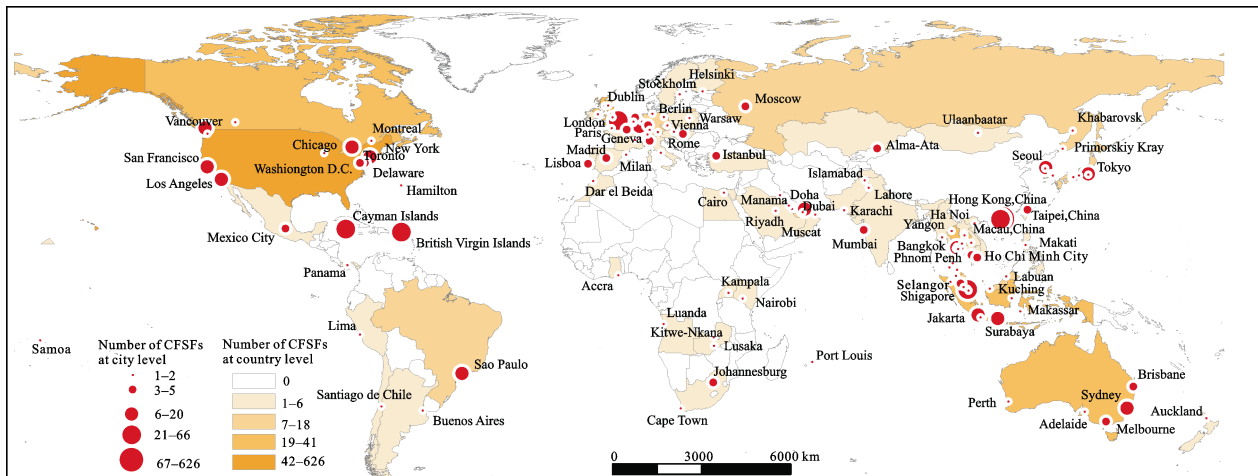 Helsinki
Stockholm
Dublin
Berlin
Moscow
Vancouver
London
Warsaw
Ulaanbaatar
Khabarovsk
Montreal
Paris
Vienna
Chicago
New York
Geneva
Rome
Primorskiy Kray
San Francisco
Toronto
Madrid
Istanbul
Alma-Ata
Seoul
Tokyo
Washiongton D.C.
Lisboa
Milan
Delaware
Islamabad
Los Angeles
Hamilton
Dar el Beida
Cairo
Manama
Doha
Lahore
Hong Kong,China
Dubai
Karachi
Ha Noi
Taipei,China
Cayman Islands
Riyadh
Yangon
Macau,China
Mexico City
British Virgin Islands
Muscat
Mumbai
Bangkok
Makati
Phnom Penh
Ho Chi Minh City
Panama
Accra
Kampala
Labuan
Selangor
Kuching
Shigapore
Nairobi
Luanda
Makassar
Lima
Kitwe-Nkana
Jakarta
Surabaya
Samoa
Number of CFSFs
at city level
1–2
3–5
6–20
21–66
67–626
Number of CFSFs
at country level
0
1–6
7–18
19–41
42–626
Lusaka
Port Louis
Sao Paulo
Johannesburg
Brisbane
Santiago de Chile
Sydney
Perth
Auckland
Buenos Aires
Cape Town
Adelaide
Melbourne
0
3000
6000 km